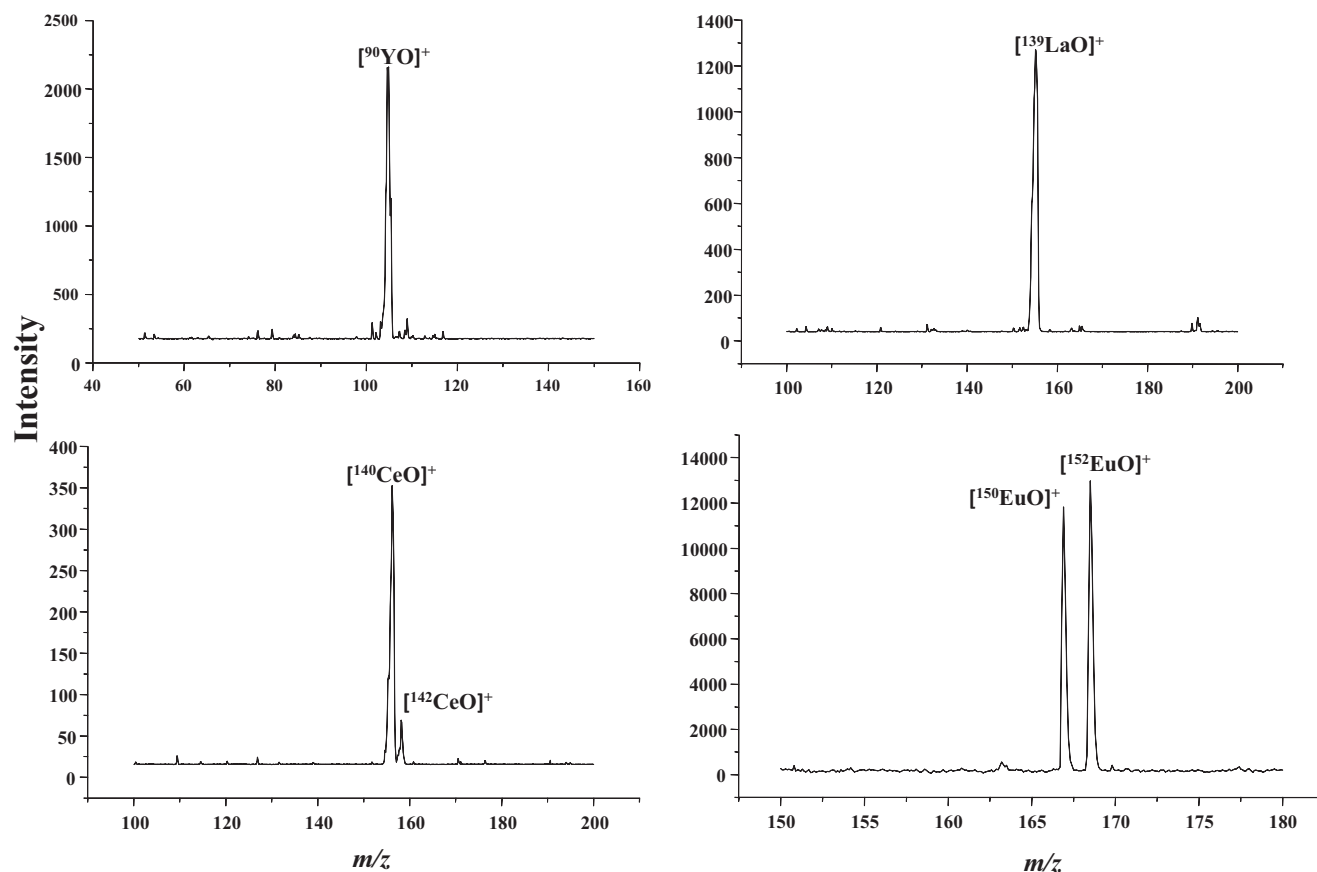 Intensity
2500
2000
1500
1000
500
0
40 60 80 100 120 140 160
[⁹⁰YO]⁺
1400
1200
1000
800
600
400
200
0
100 120 140 160 180 200
[¹³⁹LaO]⁺
400
350
300
250
200
150
100
50
0
100 120 140 160 180 200
[¹⁴⁰CeO]⁺
[¹⁴²CeO]⁺
m/z
14000
12000
10000
8000
6000
4000
2000
0
150 155 160 165 170 175 180
[¹⁵²EuO]⁺
[¹⁵⁰EuO]⁺
m/z